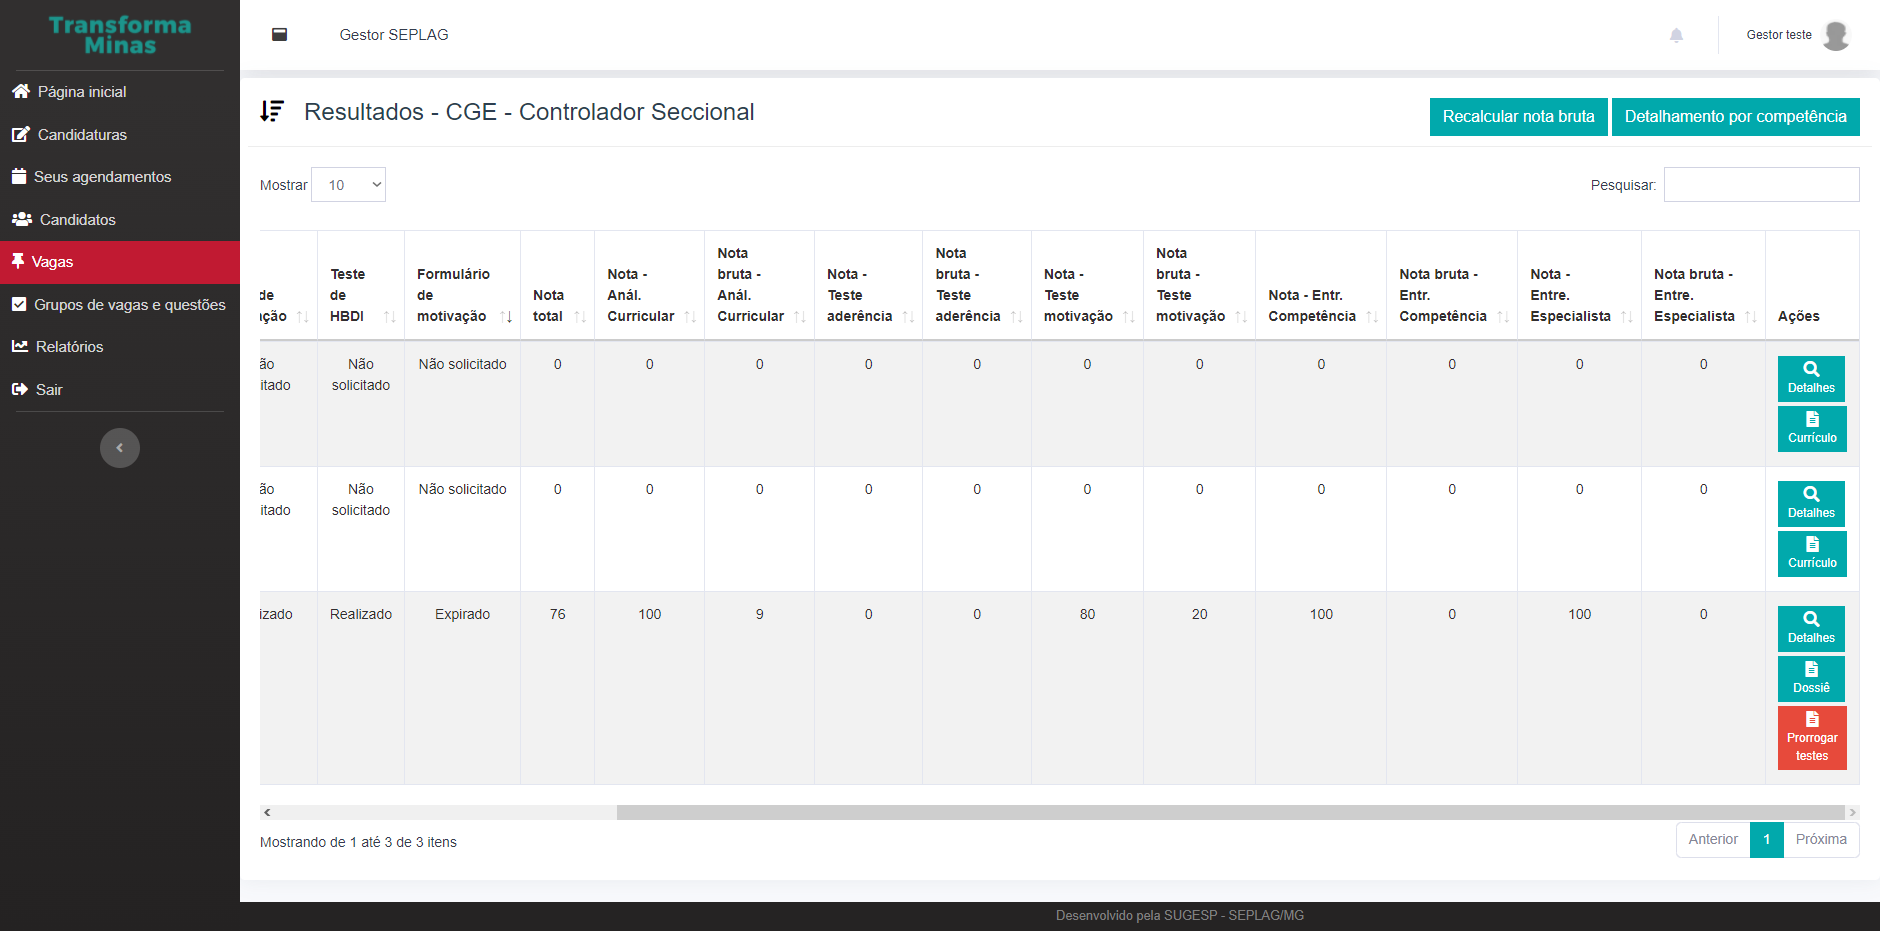 Transforma
Minas
Gestor SEPLAG
Gestor teste
Página inicial
Candidaturas
Seus agendamentos
Candidatos
Vagas
Grupos de vagas e questões
Relatórios
Sair
Resultados - CGE - Controlador Seccional
Recalcular nota bruta
Detalhamento por competência
Mostrar 10
Pesquisar:
de
ação
Teste
de
HBDI
Formulário
de
motivação
Nota
total
Nota -
Anál.
Curricular
Nota
bruta -
Anál.
Curricular
Nota -
Teste
aderência
Nota
bruta -
Teste
aderência
Nota -
Teste
motivação
Nota
bruta -
Teste
motivação
Nota - Entr.
Competência
Nota bruta -
Entr.
Competência
Nota -
Entre.
Especialista
Nota bruta -
Entre.
Especialista
Ações
ão Não Não solicitado 0 0 0 0 0 0 0 0 0 0 0
itado solicitado
Detalhes
Currículo
ão Não Não solicitado 0 0 0 0 0 0 0 0 0 0 0
itado solicitado
Detalhes
Currículo
izado Realizado Expirado 76 100 9 0 0 80 20 100 0 100 0
Detalhes
Dossiê
Prorrogar
testes
Mostrando de 1 até 3 de 3 itens
Anterior 1 Próxima
Desenvolvido pela SUGESP - SEPLAG/MG